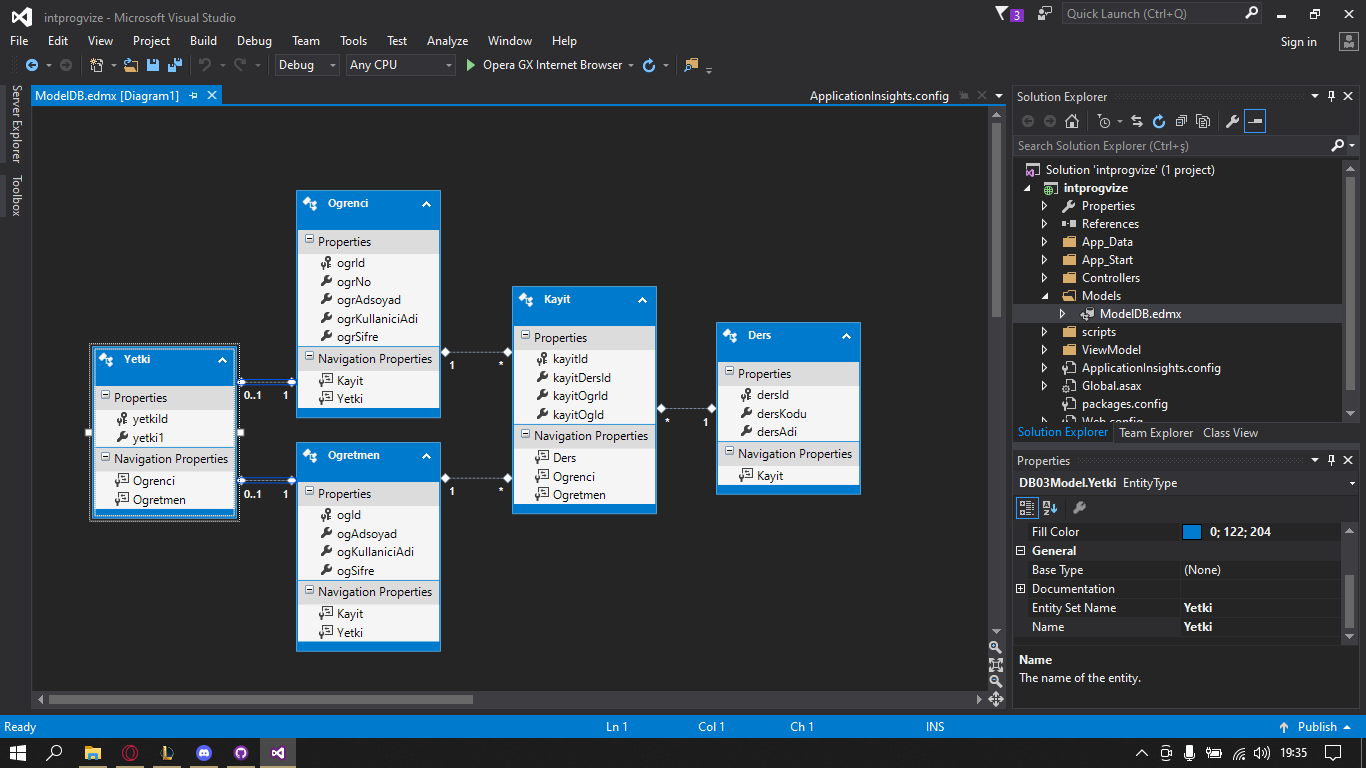 intprogvize - Microsoft Visual Studio
3
Quick Launch (Ctrl+Q)
File Edit View Project Build Debug Team Tools Test Analyze Window Help
Sign in
Debug Any CPU Opera GX Internet Browser
Server Explorer
Toolbox
ModelDB.edmx [Diagram1]
ApplicationInsights.config
Ogrenci
Properties
ogrId
ogrNo
ogrAdsoyad
ogrKullaniciAdi
ogrSifre
Navigation Properties
Kayit
Yetki
Yetki
Properties
yetkiId
yetki1
Navigation Properties
Ogrenci
Ogretmen
0..1 1
0..1 1
Ogretmen
Properties
ogId
ogAdsoyad
ogKullaniciAdi
ogSifre
Navigation Properties
Kayit
Yetki
1 *
1 *
Kayit
Properties
kayitId
kayitDersId
kayitOgrId
kayitOgId
Navigation Properties
Ders
Ogrenci
Ogretmen
* 1
Ders
Properties
dersId
dersKodu
dersAdi
Navigation Properties
Kayit
Solution Explorer
Search Solution Explorer (Ctrl+ş)
Solution 'intprogvize' (1 project)
intprogvize
Properties
References
App_Data
App_Start
Controllers
Models
ModelDB.edmx
scripts
ViewModel
ApplicationInsights.config
Global.asax
packages.config
Web.config
Solution Explorer Team Explorer Class View
Properties
DB03Model.Yetki EntityType
Fill Color 0; 122; 204
General
Base Type (None)
Documentation
Entity Set Name Yetki
Name Yetki
Name
The name of the entity.
Ready Ln 1 Col 1 Ch 1 INS Publish
19:35